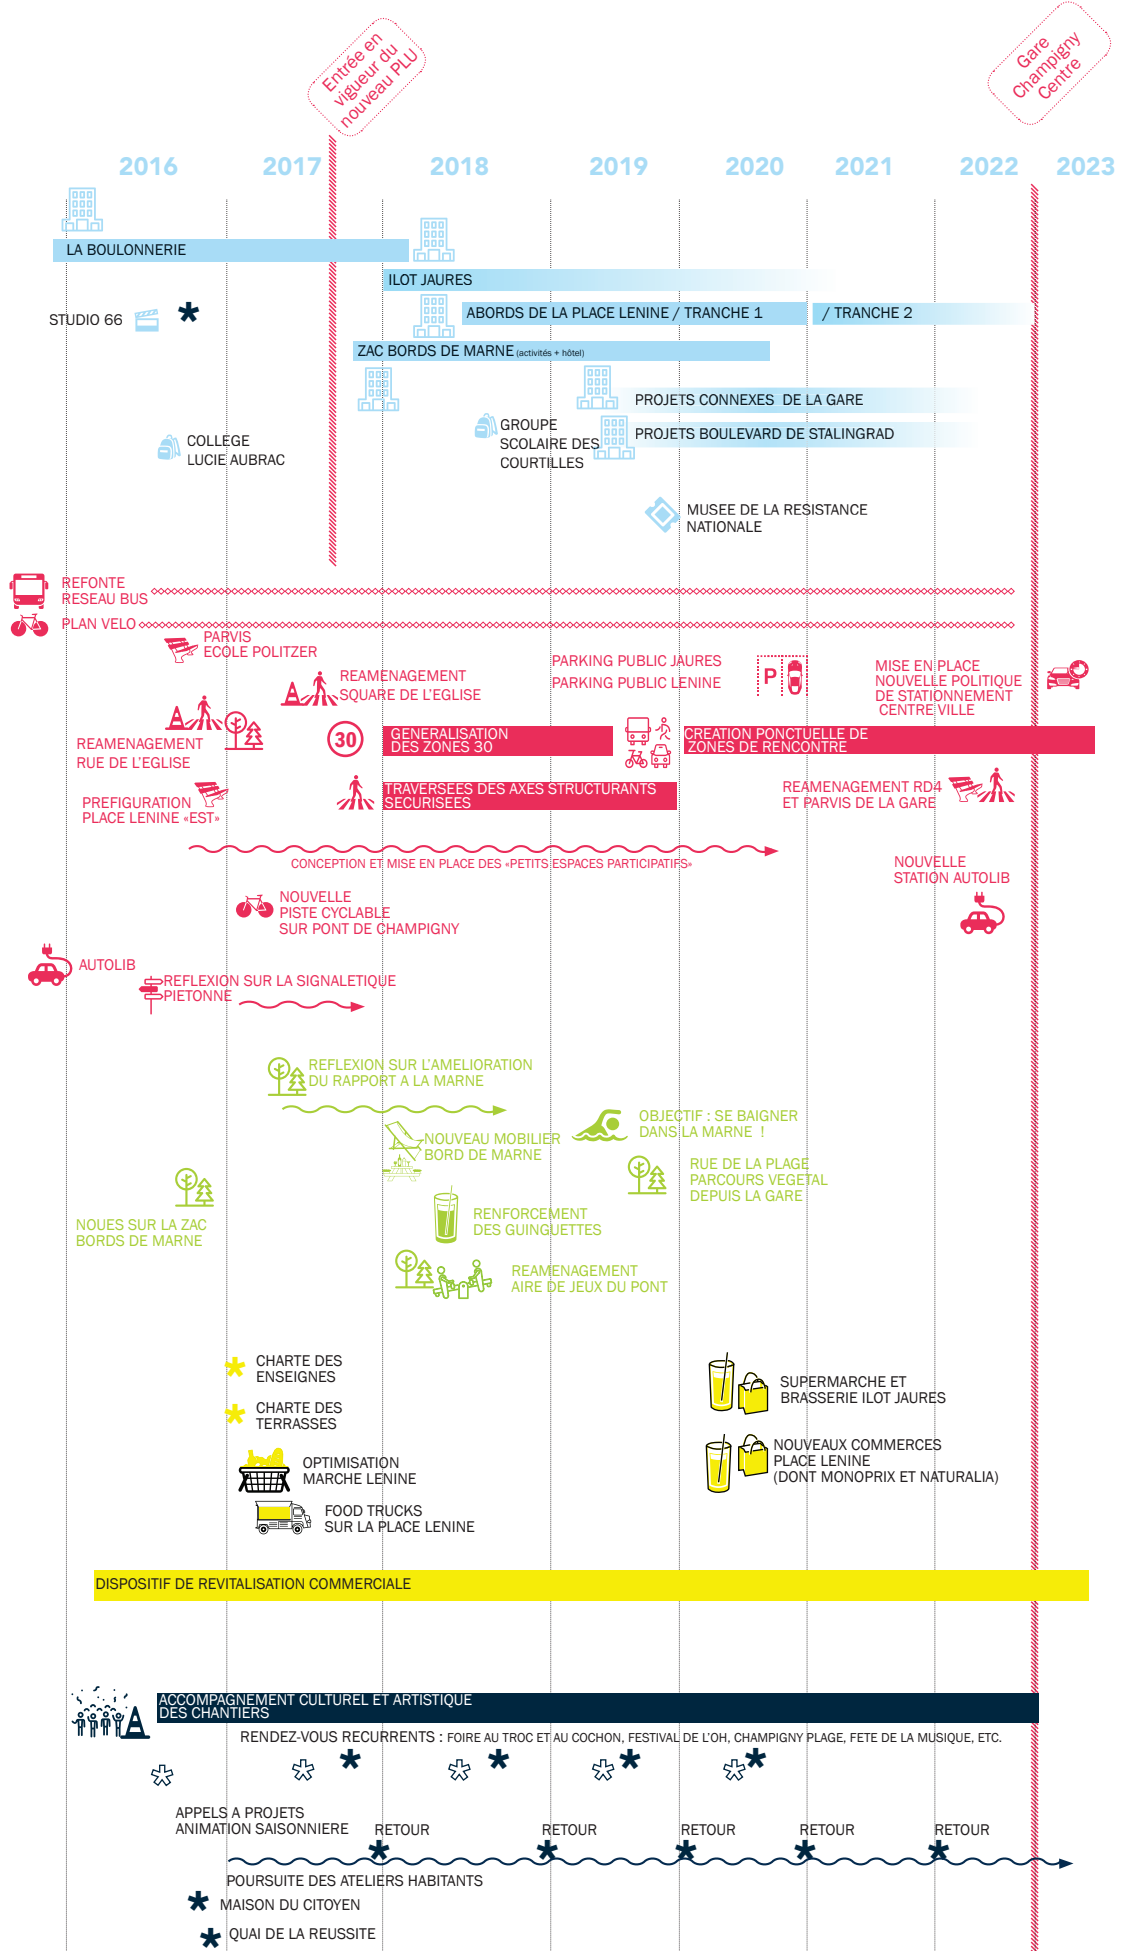 Entrée en
vigueur du
nouveau PLU
Gare
Champigny
Centre
2016
2017
2018
2019
2020
2021
2022
2023
LA BOULONNERIE
ILOT JAURES
STUDIO 66
ABORDS DE LA PLACE LENINE / TRANCHE 1
/ TRANCHE 2
ZAC BORDS DE MARNE (activités + hôtel)
PROJETS CONNEXES DE LA GARE
GROUPE
SCOLAIRE DES
COURTILLES
PROJETS BOULEVARD DE STALINGRAD
COLLEGE
LUCIE AUBRAC
MUSEE DE LA RESISTANCE
NATIONALE
REFONTE
RESEAU BUS
PLAN VELO
PARVIS
ECOLE POLITZER
REAMENAGEMENT
SQUARE DE L'EGLISE
PARKING PUBLIC JAURES
PARKING PUBLIC LENINE
P
MISE EN PLACE
NOUVELLE POLITIQUE
DE STATIONNEMENT
CENTRE VILLE
REAMENAGEMENT
RUE DE L'EGLISE
30
GENERALISATION
DES ZONES 30
CREATION PONCTUELLE DE
ZONES DE RENCONTRE
PREFIGURATION
PLACE LENINE «EST»
TRAVERSEES DES AXES STRUCTURANTS
SECURISEES
REAMENAGEMENT RD4
ET PARVIS DE LA GARE
CONCEPTION ET MISE EN PLACE DES «PETITS ESPACES PARTICIPATIFS»
NOUVELLE
STATION AUTOLIB
NOUVELLE
PISTE CYCLABLE
SUR PONT DE CHAMPIGNY
AUTOLIB
REFLEXION SUR LA SIGNALETIQUE
PIETONNE
REFLEXION SUR L'AMELIORATION
DU RAPPORT A LA MARNE
NOUVEAU MOBILIER
BORD DE MARNE
OBJECTIF : SE BAIGNER
DANS LA MARNE !
RUE DE LA PLAGE
PARCOURS VEGETAL
DEPUIS LA GARE
NOUES SUR LA ZAC
BORDS DE MARNE
RENFORCEMENT
DES GUINGUETTES
REAMENAGEMENT
AIRE DE JEUX DU PONT
CHARTE DES
ENSEIGNES
CHARTE DES
TERRASSES
OPTIMISATION
MARCHE LENINE
FOOD TRUCKS
SUR LA PLACE LENINE
SUPERMARCHE ET
BRASSERIE ILOT JAURES
NOUVEAUX COMMERCES
PLACE LENINE
(DONT MONOPRIX ET NATURALIA)
DISPOSITIF DE REVITALISATION COMMERCIALE
ACCOMPAGNEMENT CULTUREL ET ARTISTIQUE
DES CHANTIERS
RENDEZ-VOUS RECURRENTS : FOIRE AU TROC ET AU COCHON, FESTIVAL DE L'OH, CHAMPIGNY PLAGE, FETE DE LA MUSIQUE, ETC.
APPELS A PROJETS
ANIMATION SAISONNIERE
RETOUR
RETOUR
RETOUR
RETOUR
RETOUR
POURSUITE DES ATELIERS HABITANTS
MAISON DU CITOYEN
QUAI DE LA REUSSITE